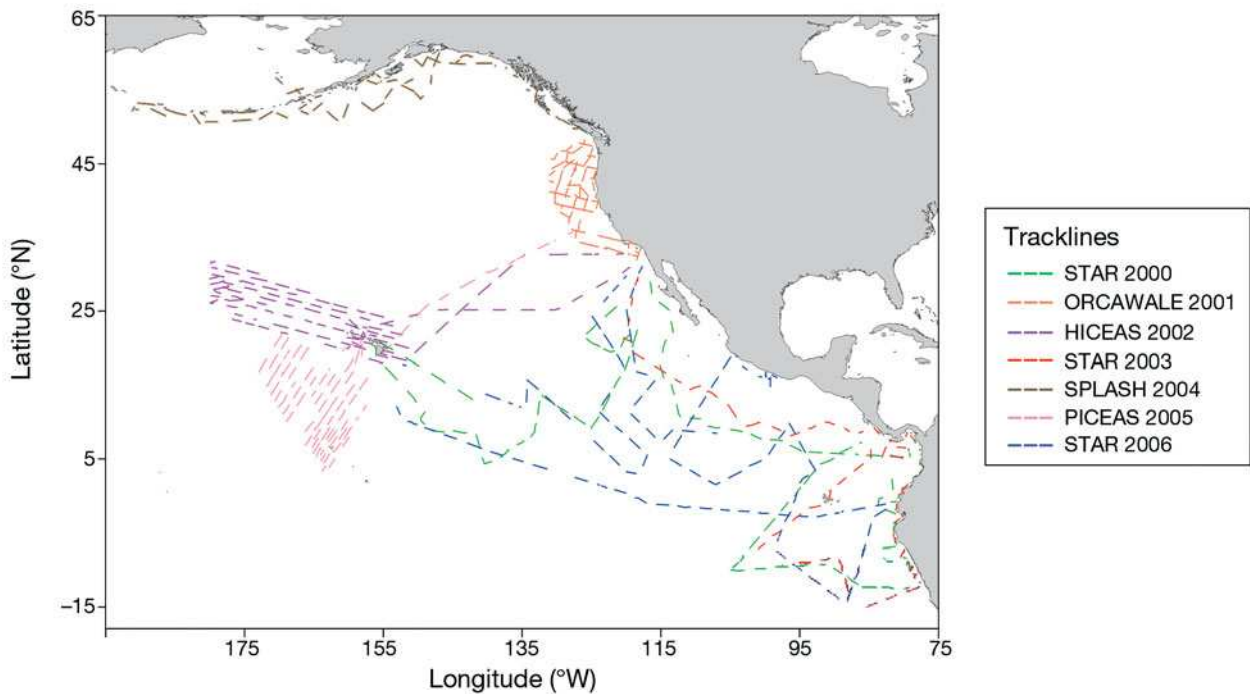 65
45
25
5
−15
Latitude (°N)
175
155
135
115
95
75
Longitude (°W)
Tracklines
STAR 2000
ORCAWALE 2001
HICEAS 2002
STAR 2003
SPLASH 2004
PICEAS 2005
STAR 2006